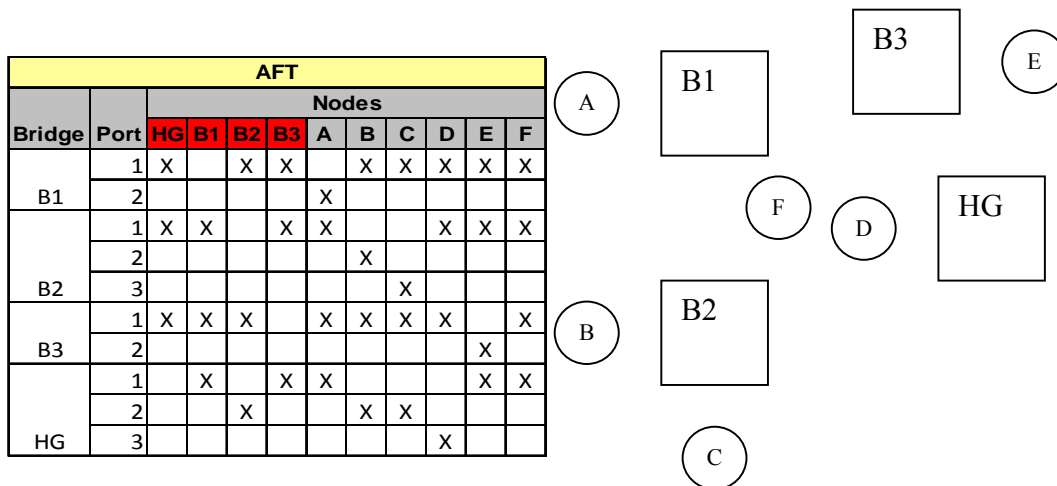 AFT
Nodes
Bridge Port HG B1 B2 B3 A B C D E F
B1 1 X X X X X X X X
2 X
B2 1 X X X X X X X
2 X
3 X
B3 1 X X X X X X X X
2 X
HG 1 X X X X X
2 X X X
3 X
A
B1
B3
E
F
D
HG
B
B2
C